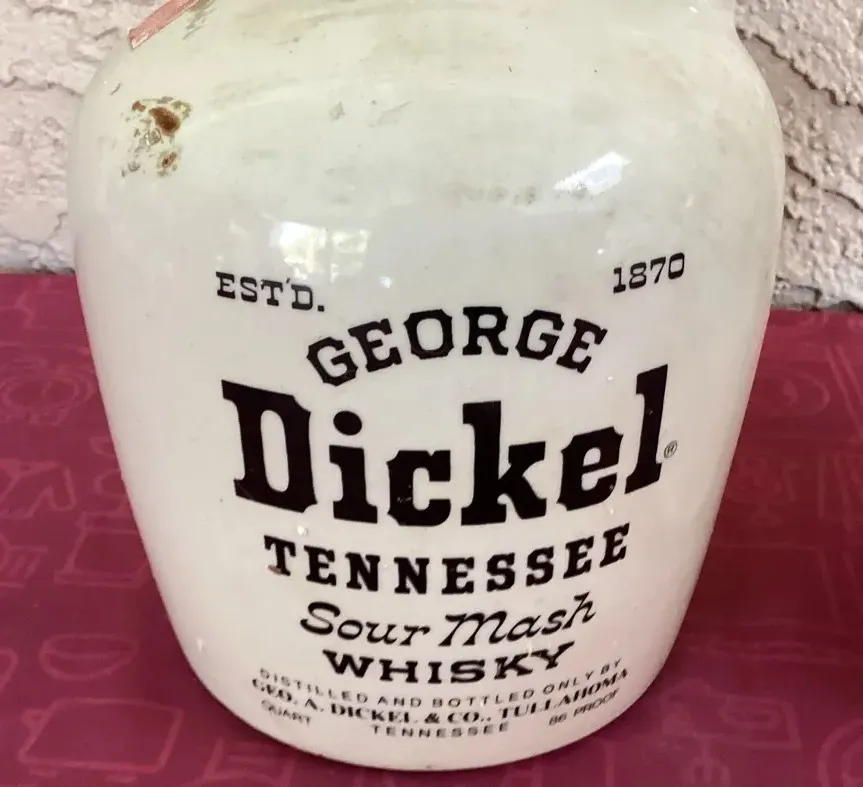 EST'D. 1870
GEORGE
Dickel®
TENNESSEE
Sour Mash
WHISKY
DISTILLED AND BOTTLED ONLY BY
GEO. A. DICKEL & CO., TULLAHOMA
QUART TENNESSEE 86 PROOF